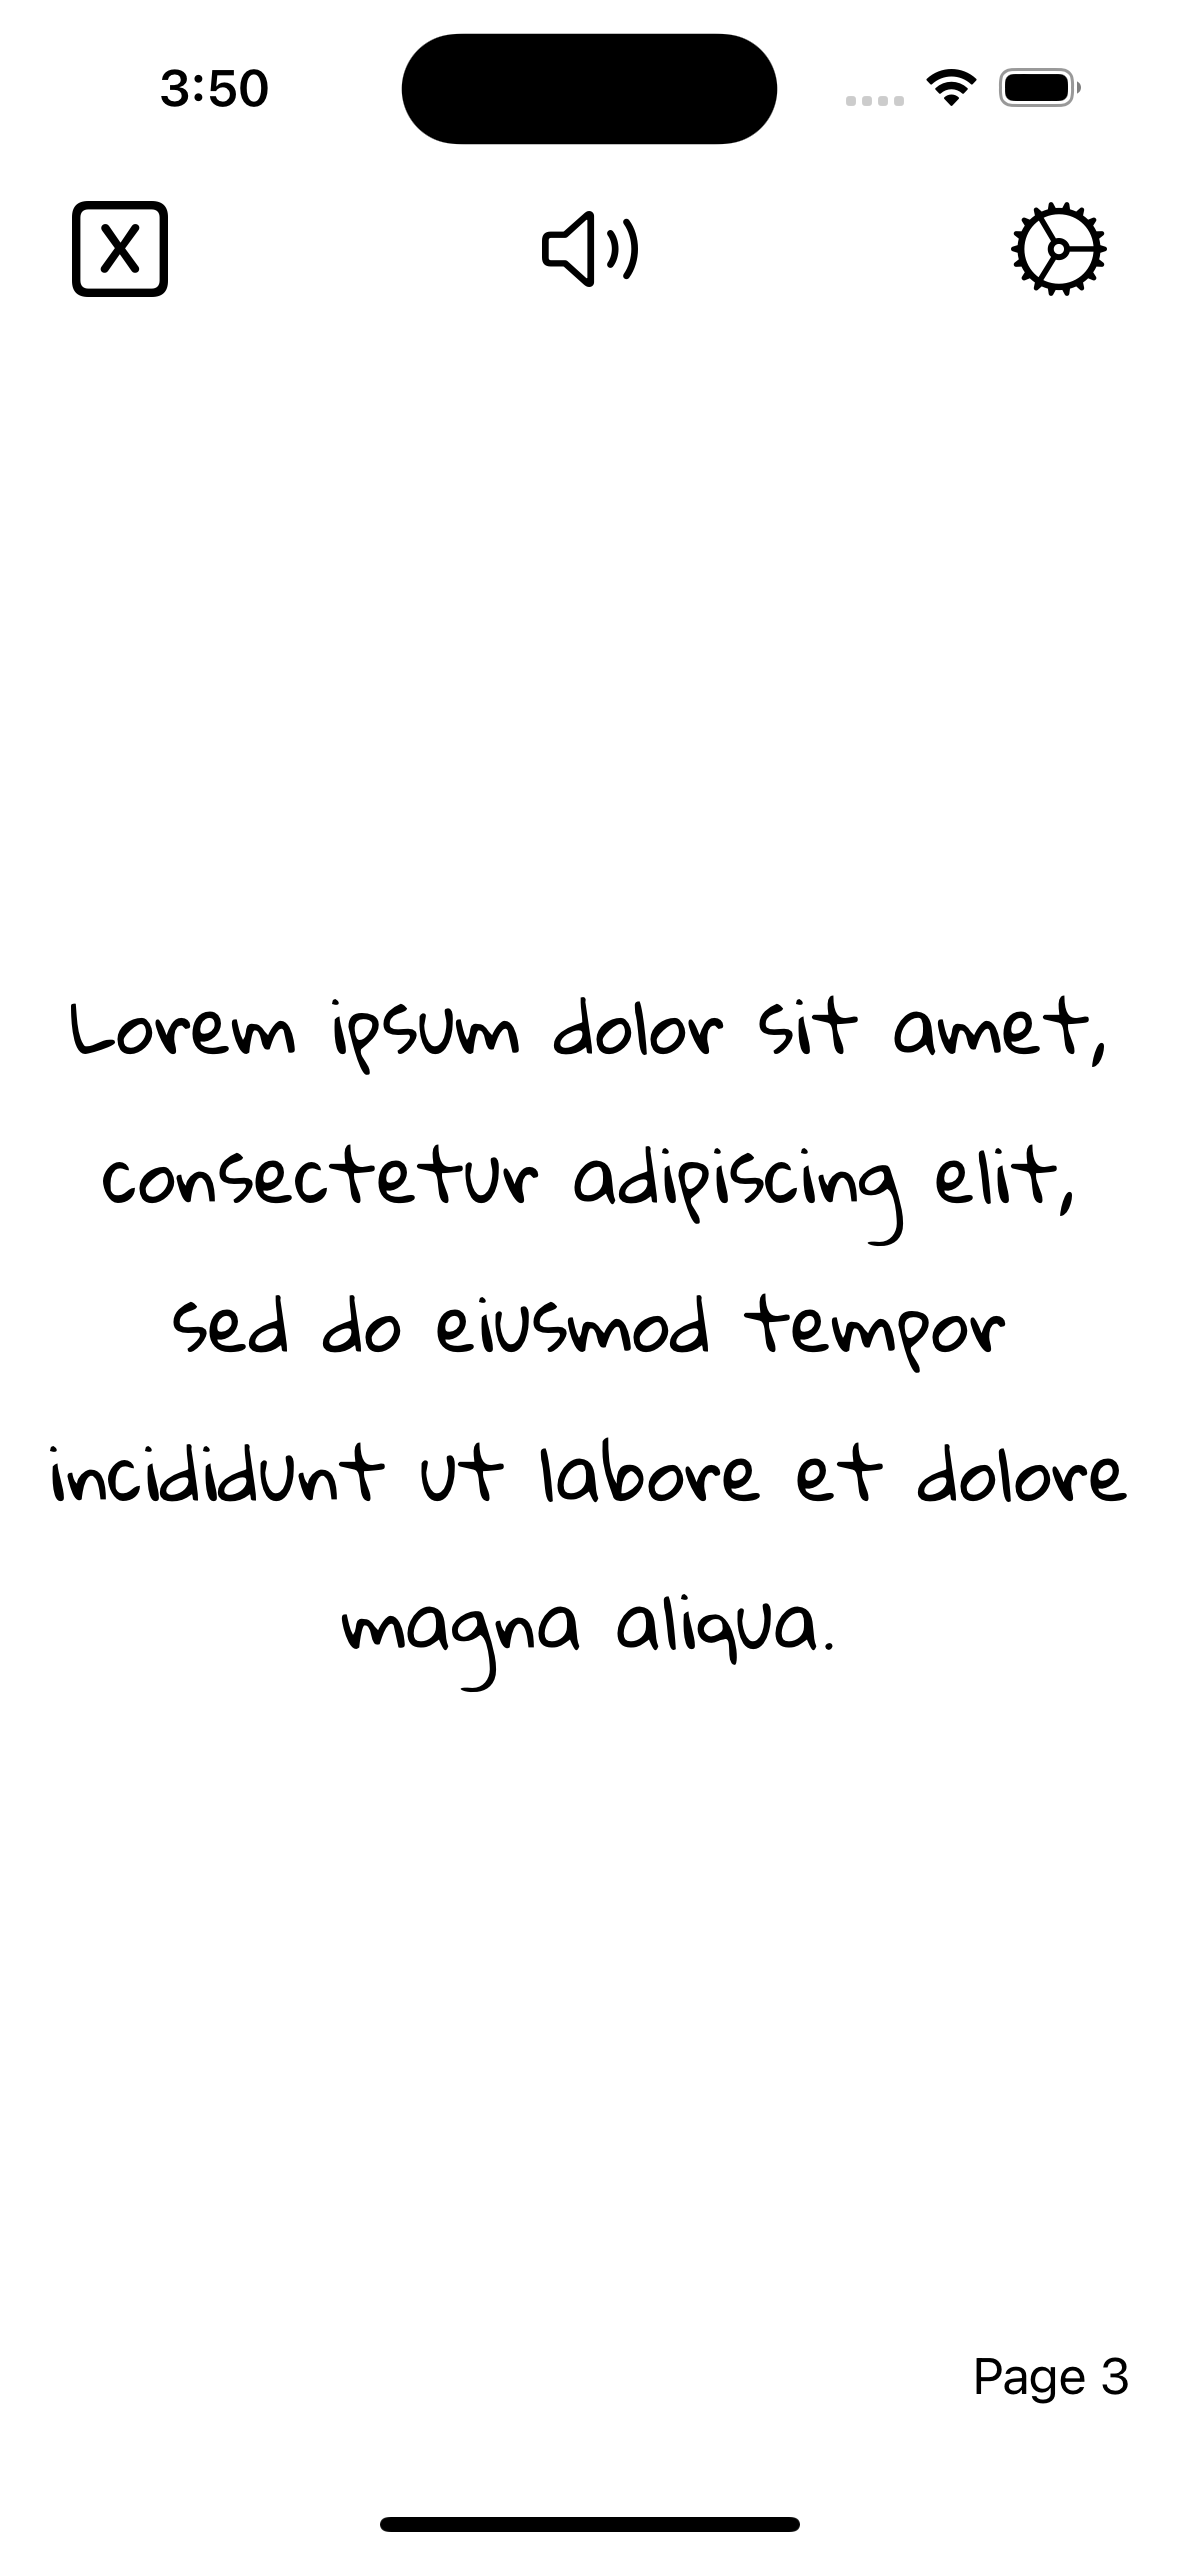 3:50
X
Lorem ipsum dolor sit amet,
consectetur adipiscing elit,
sed do eiusmod tempor
incididunt ut labore et dolore
magna aliqua.
Page 3